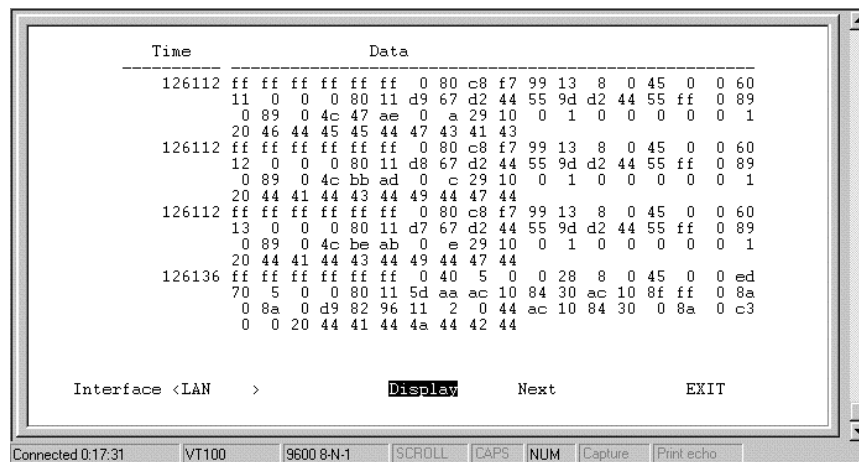 Time Data
126112 ff ff ff ff ff ff 0 80 c8 f7 99 13 8 0 45 0 0 60
11 0 0 0 80 11 d9 67 d2 44 55 9d d2 44 55 ff 0 89
0 89 0 4c 47 ae 0 a 29 10 0 1 0 0 0 0 0 1
20 46 44 45 45 44 47 43 41 43
126112 ff ff ff ff ff ff 0 80 c8 f7 99 13 8 0 45 0 0 60
12 0 0 0 80 11 d8 67 d2 44 55 9d d2 44 55 ff 0 89
0 89 0 4c bb ad 0 c 29 10 0 1 0 0 0 0 0 1
20 44 41 44 43 44 49 44 47 44
126112 ff ff ff ff ff ff 0 80 c8 f7 99 13 8 0 45 0 0 60
13 0 0 0 80 11 d7 67 d2 44 55 9d d2 44 55 ff 0 89
0 89 0 4c be ab 0 e 29 10 0 1 0 0 0 0 0 1
20 44 41 44 43 44 49 44 47 44
126136 ff ff ff ff ff ff 0 40 5 0 0 28 8 0 45 0 0 ed
70 5 0 0 80 11 5d aa ac 10 84 30 ac 10 8f ff 0 8a
0 8a 0 d9 82 96 11 2 0 44 ac 10 84 30 0 8a 0 c3
0 0 20 44 41 44 4a 44 42 44
Interface <LAN > Display Next EXIT
Connected 0:17:31 VT100 9600 8-N-1 SCROLL CAPS NUM Capture Print echo